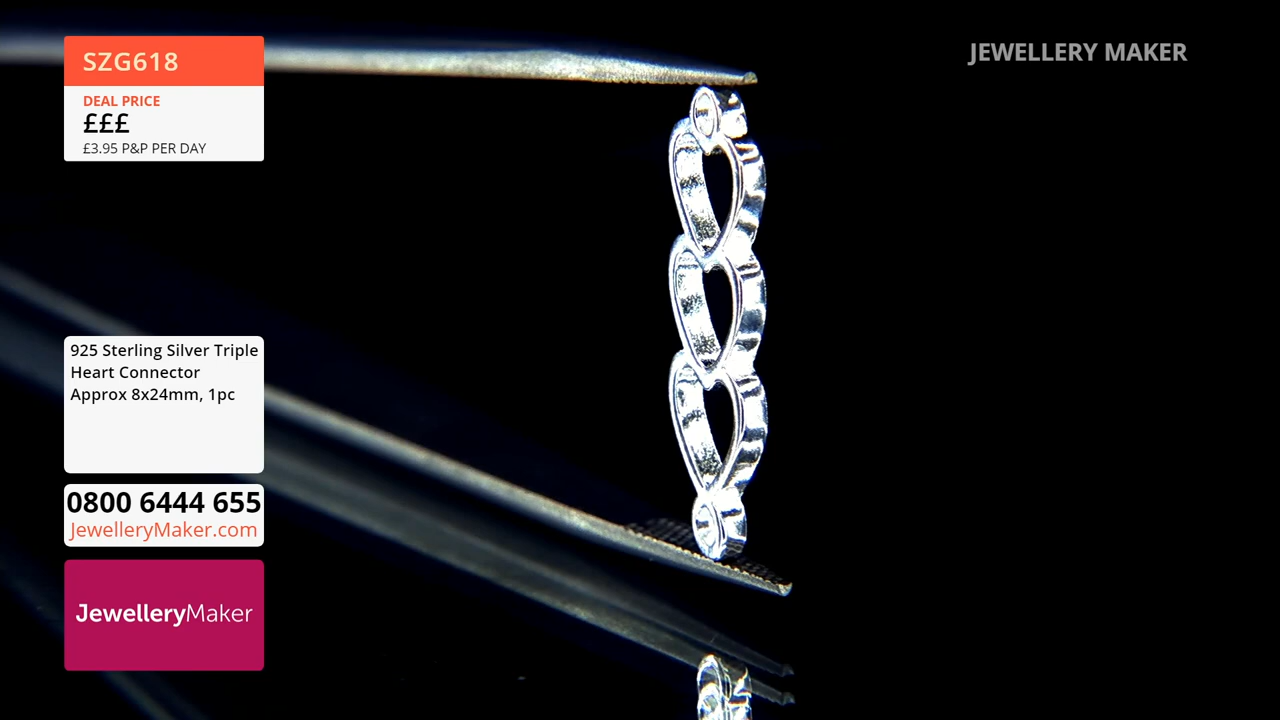 SZG618
DEAL PRICE
£££
£3.95 P&P PER DAY
JEWELLERY MAKER
925 Sterling Silver Triple
Heart Connector
Approx 8x24mm, 1pc
0800 6444 655
JewelleryMaker.com
JewelleryMaker